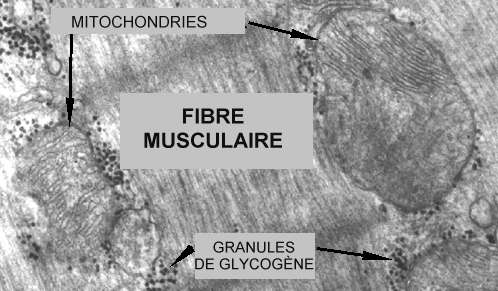 MITOCHONDRIES
FIBRE
MUSCULAIRE
GRANULES
DE GLYCOGÈNE